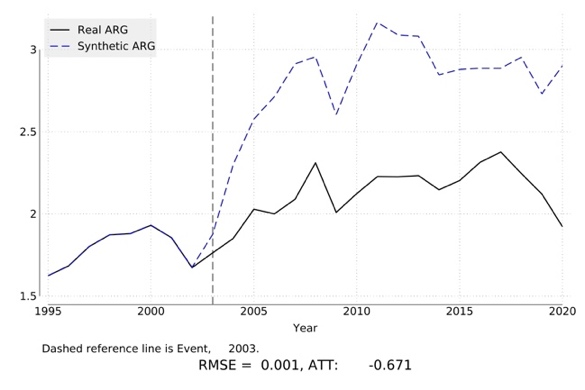 Real ARG
Synthetic ARG
3
2.5
2
1.5
1995 2000 2005 2010 2015 2020
Year
Dashed reference line is Event, 2003.
RMSE = 0.001, ATT: -0.671